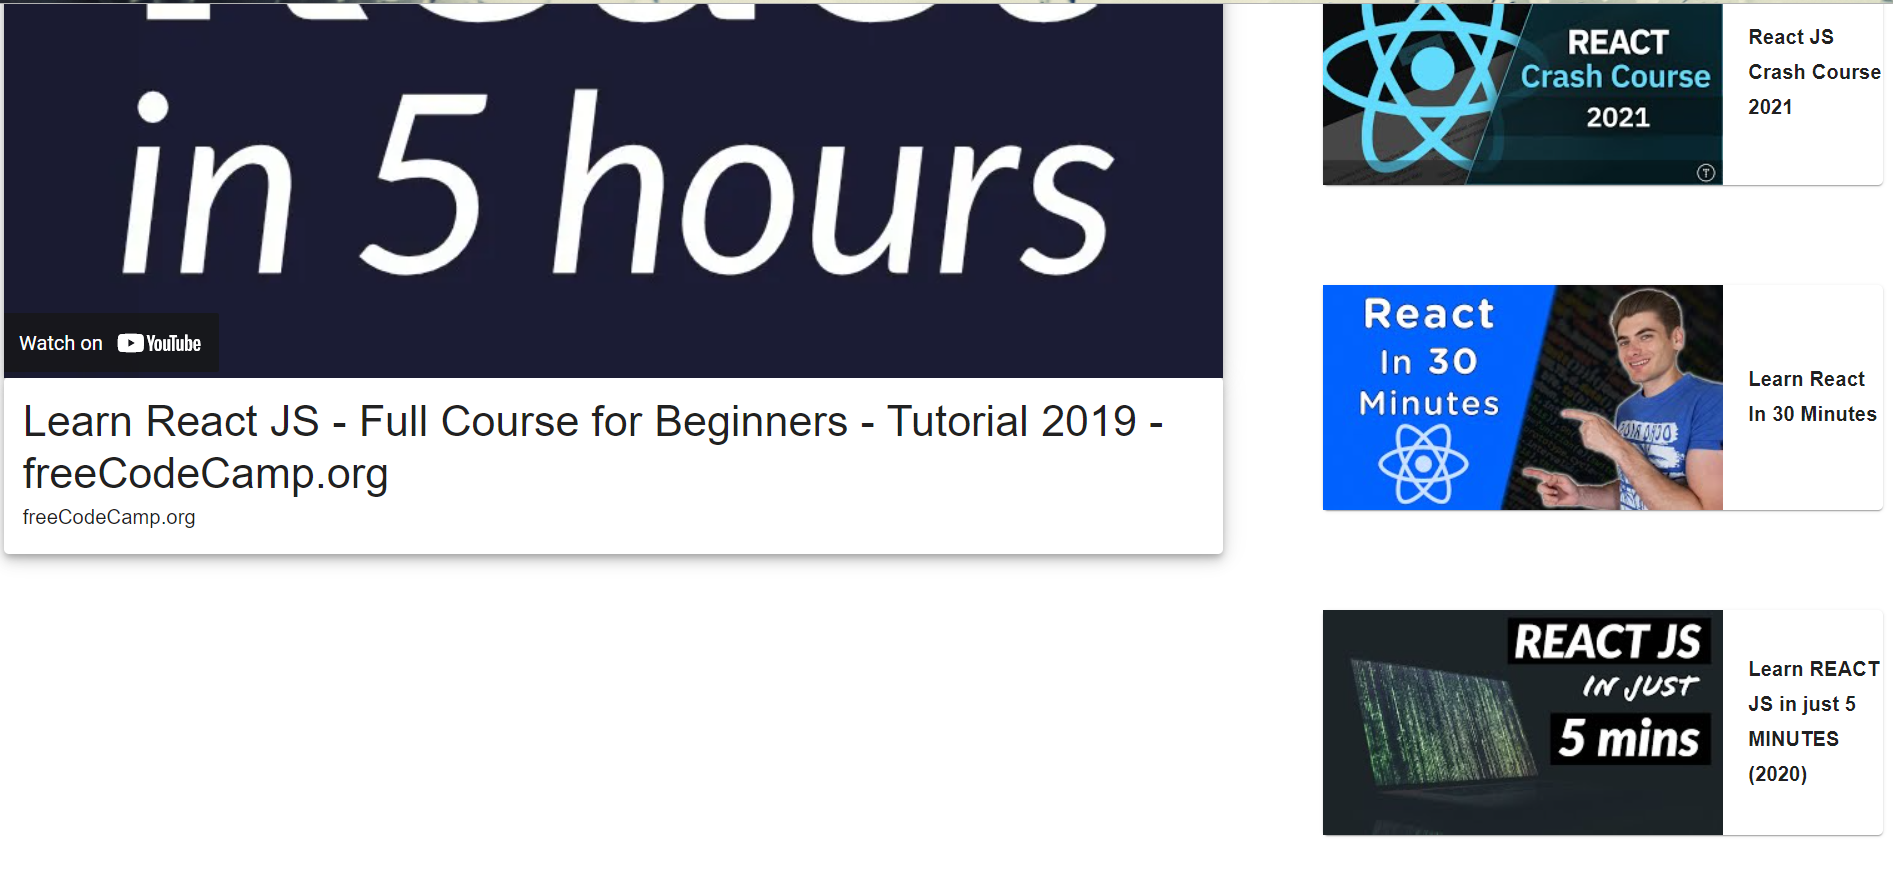 in 5 hours
Watch on YouTube
Learn React JS - Full Course for Beginners - Tutorial 2019 -
freeCodeCamp.org
freeCodeCamp.org
REACT
Crash Course
2021
T
React JS
Crash Course
2021
React
In 30
Minutes
Learn React
In 30 Minutes
REACT JS
IN JUST
5 mins
Learn REACT
JS in just 5
MINUTES
(2020)